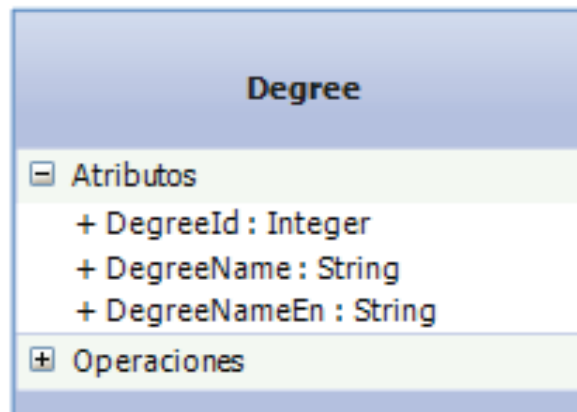 Degree
Atributos
+ DegreeId : Integer
+ DegreeName : String
+ DegreeNameEn : String
Operaciones